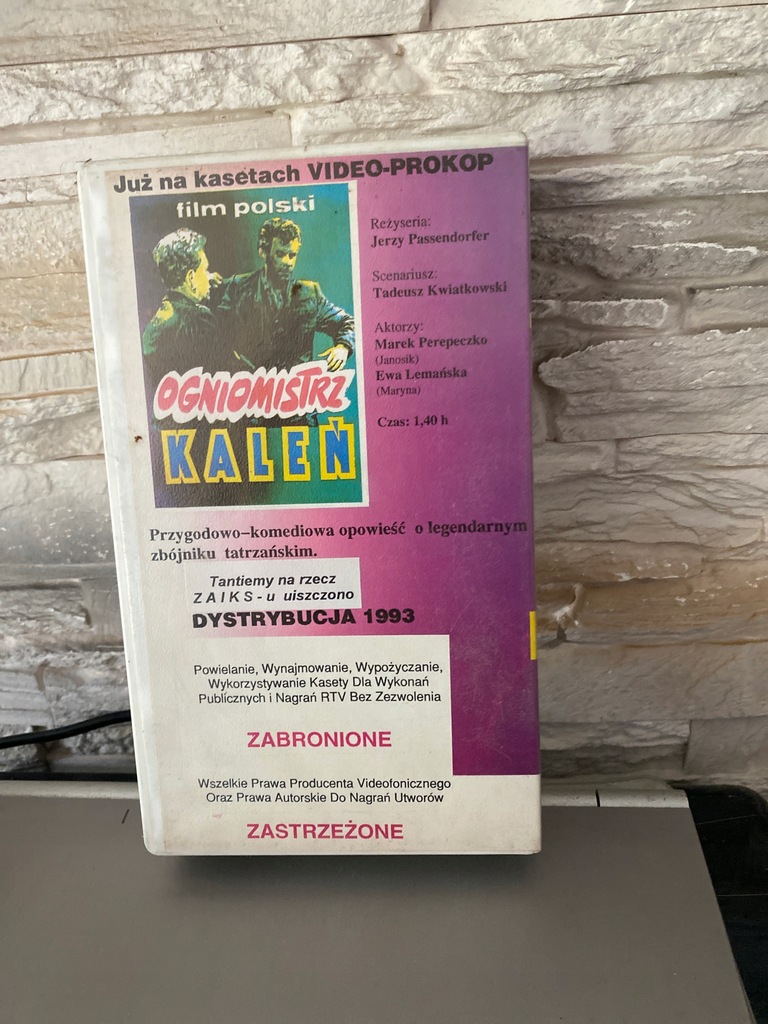 Już na kasetach VIDEO-PROKOP
film polski
OGNIOMISTRZ
KALEŃ
Reżyseria:
Jerzy Passendorfer
Scenariusz:
Tadeusz Kwiatkowski
Aktorzy:
Marek Perepeczko
(Janosik)
Ewa Lemańska
(Maryna)
Czas: 1,40 h
Przygodowo-komediowa opowieść o legendarnym
zbójniku tatrzańskim.
Tantiemy na rzecz
Z A I K S - u uiszczono
DYSTRYBUCJA 1993
Powielanie, Wynajmowanie, Wypożyczanie,
Wykorzystywanie Kasety Dla Wykonań
Publicznych i Nagrań RTV Bez Zezwolenia
ZABRONIONE
Wszelkie Prawa Producenta Videofonicznego
Oraz Prawa Autorskie Do Nagrań Utworów
ZASTRZEŻONE